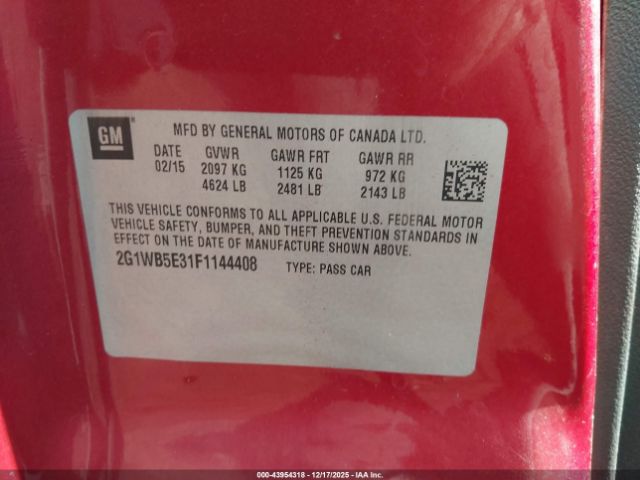 GM
MFD BY GENERAL MOTORS OF CANADA LTD.
DATE GVWR GAWR FRT GAWR RR
02/15 2097 KG 1125 KG 972 KG
4624 LB 2481 LB 2143 LB
THIS VEHICLE CONFORMS TO ALL APPLICABLE U.S. FEDERAL MOTOR
VEHICLE SAFETY, BUMPER, AND THEFT PREVENTION STANDARDS IN
EFFECT ON THE DATE OF MANUFACTURE SHOWN ABOVE.
2G1WB5E31F1144408 TYPE: PASS CAR
000-43954318 - 12/17/2025 - IAA Inc.